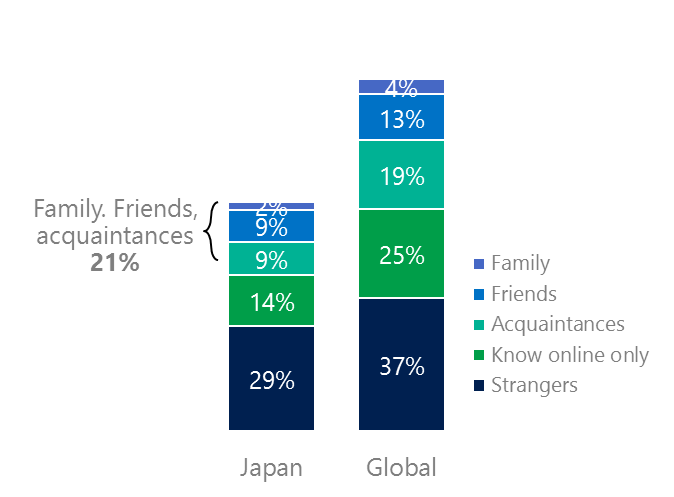 4%
13%
19%
25%
37%
2%
9%
9%
14%
29%
Family. Friends,
acquaintances
21%
Family
Friends
Acquaintances
Know online only
Strangers
Japan
Global